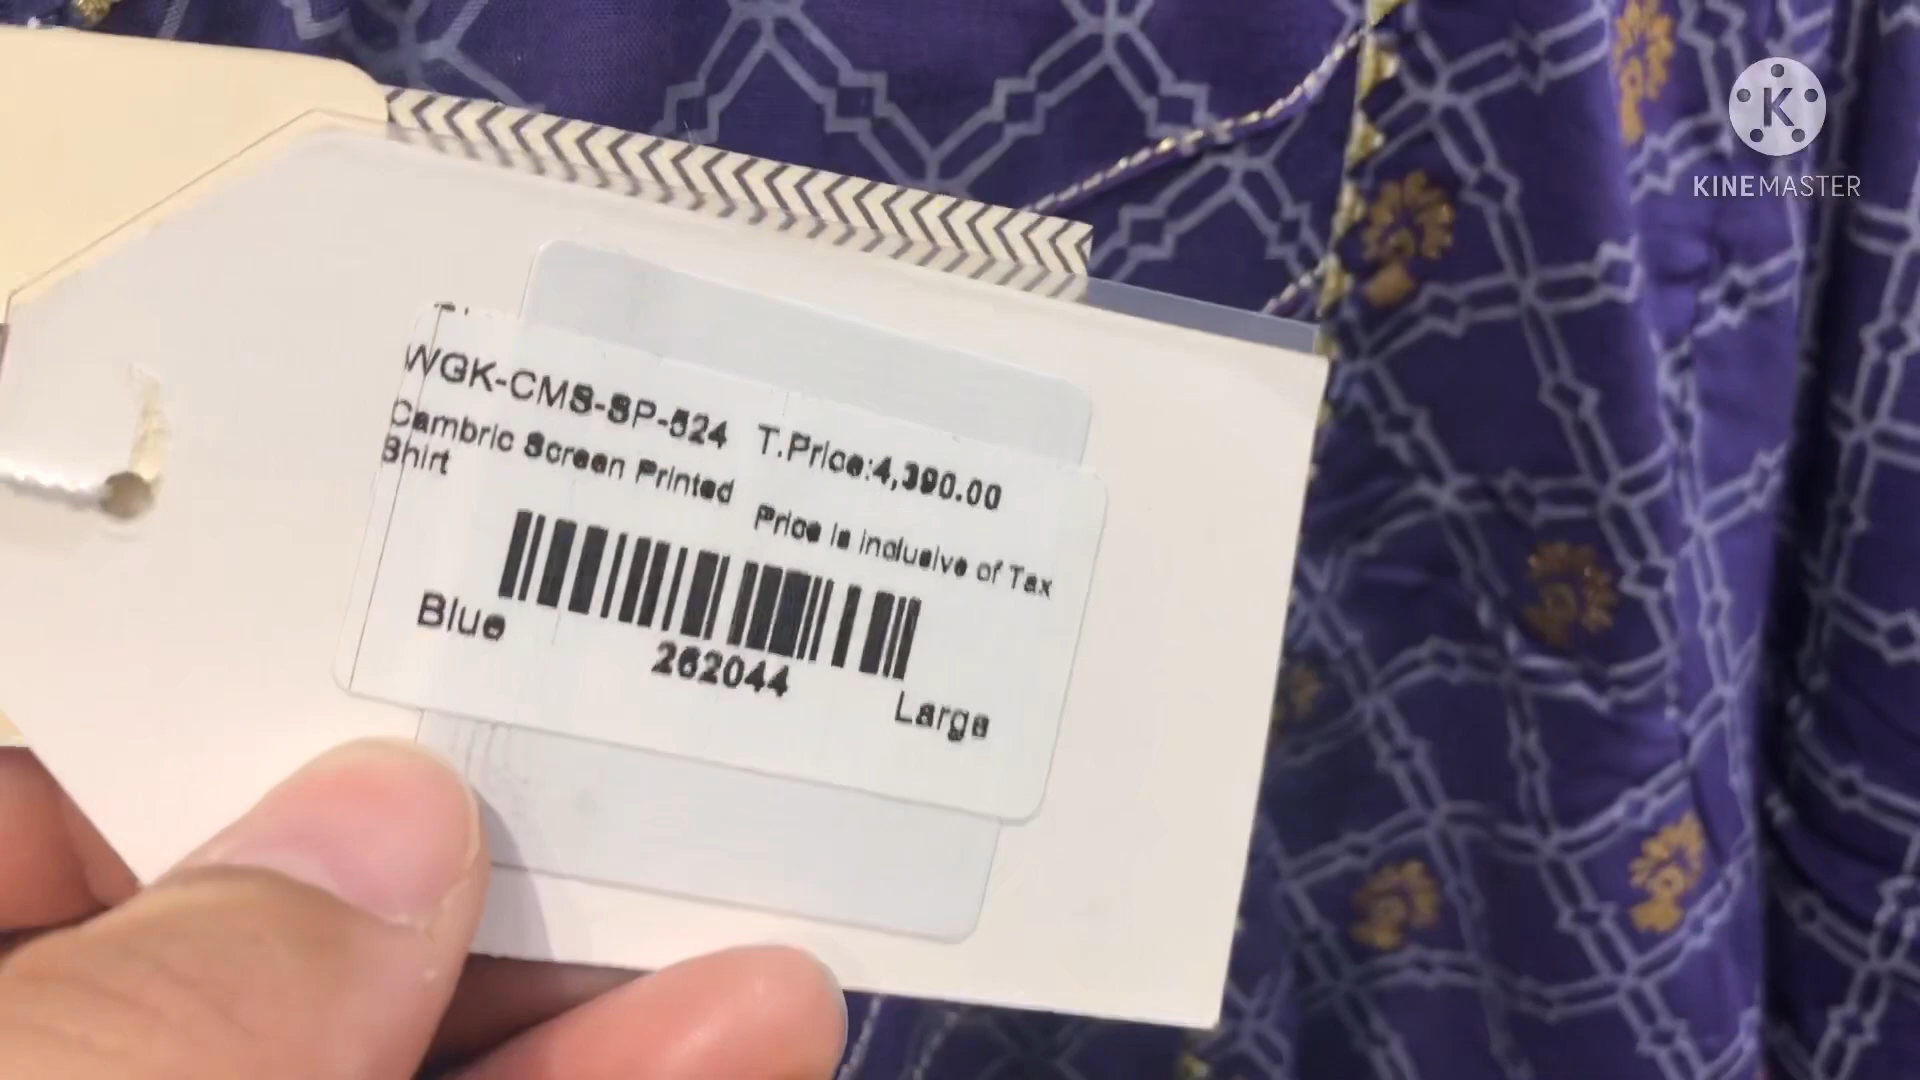 WGK-CMS-SP-524
Cambric Screen Printed
Shirt
T.Price:4,390.00
Price is inclusive of Tax
Blue
262044
Large
K
KINEMASTER